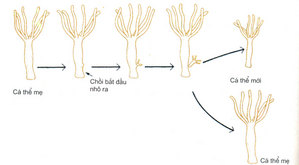 Cá thể mẹ
Chồi bắt đầu
nhô ra
Cá thể mới
Cá thể mẹ